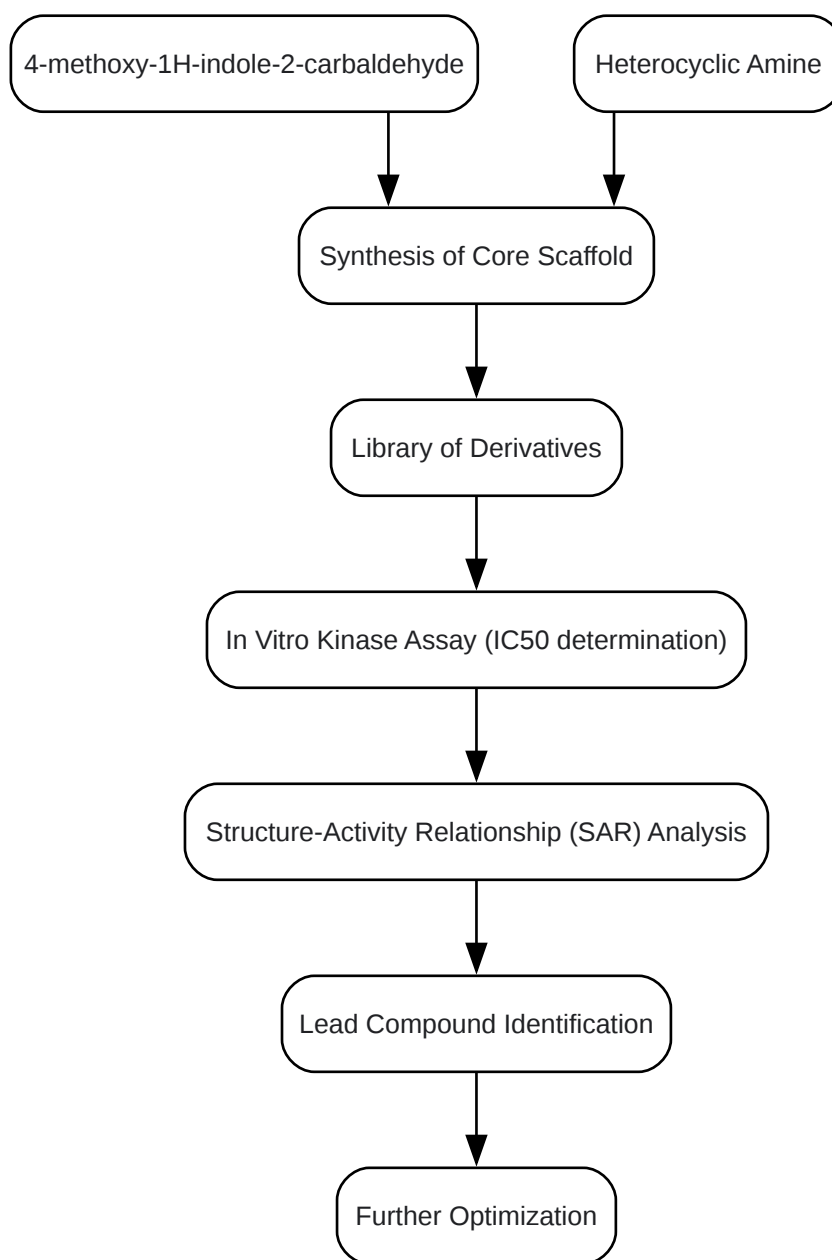 4-methoxy-1H-indole-2-carbaldehyde
Heterocyclic Amine
Synthesis of Core Scaffold
Library of Derivatives
In Vitro Kinase Assay (IC50 determination)
Structure-Activity Relationship (SAR) Analysis
Lead Compound Identification
Further Optimization